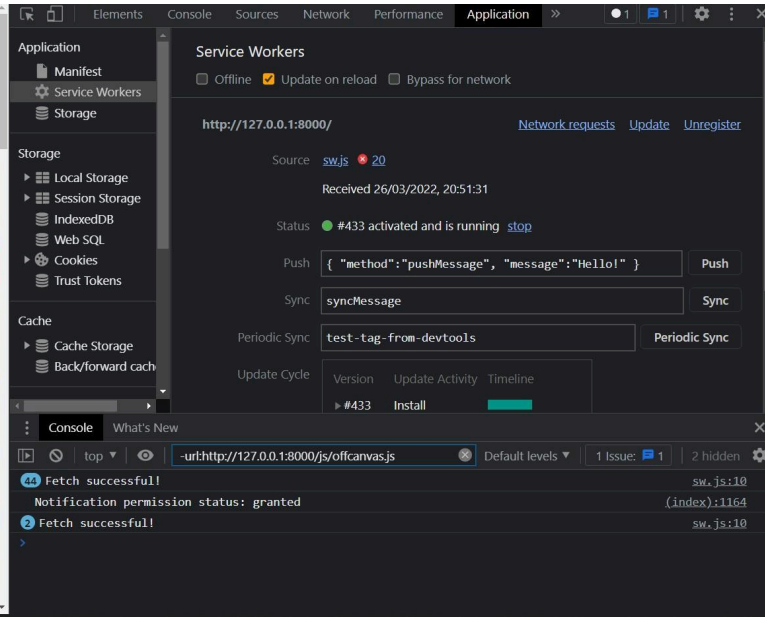 Elements Console Sources Network Performance Application » 1 1
Application
Manifest
Service Workers
Storage
Storage
Local Storage
Session Storage
IndexedDB
Web SQL
Cookies
Trust Tokens
Cache
Cache Storage
Back/forward cach
Service Workers
Offline Update on reload Bypass for network
http://127.0.0.1:8000/ Network requests Update Unregister
Source sw.js 20
Received 26/03/2022, 20:51:31
Status #433 activated and is running stop
Push { "method":"pushMessage", "message":"Hello!" } Push
Sync syncMessage Sync
Periodic Sync test-tag-from-devtools Periodic Sync
Update Cycle Version Update Activity Timeline
#433 Install
Console What's New
top ▼ -url:http://127.0.0.1:8000/js/offcanvas.js Default levels ▼ 1 Issue: 1 2 hidden
44 Fetch successful! sw.js:10
Notification permission status: granted (index):1164
2 Fetch successful! sw.js:10